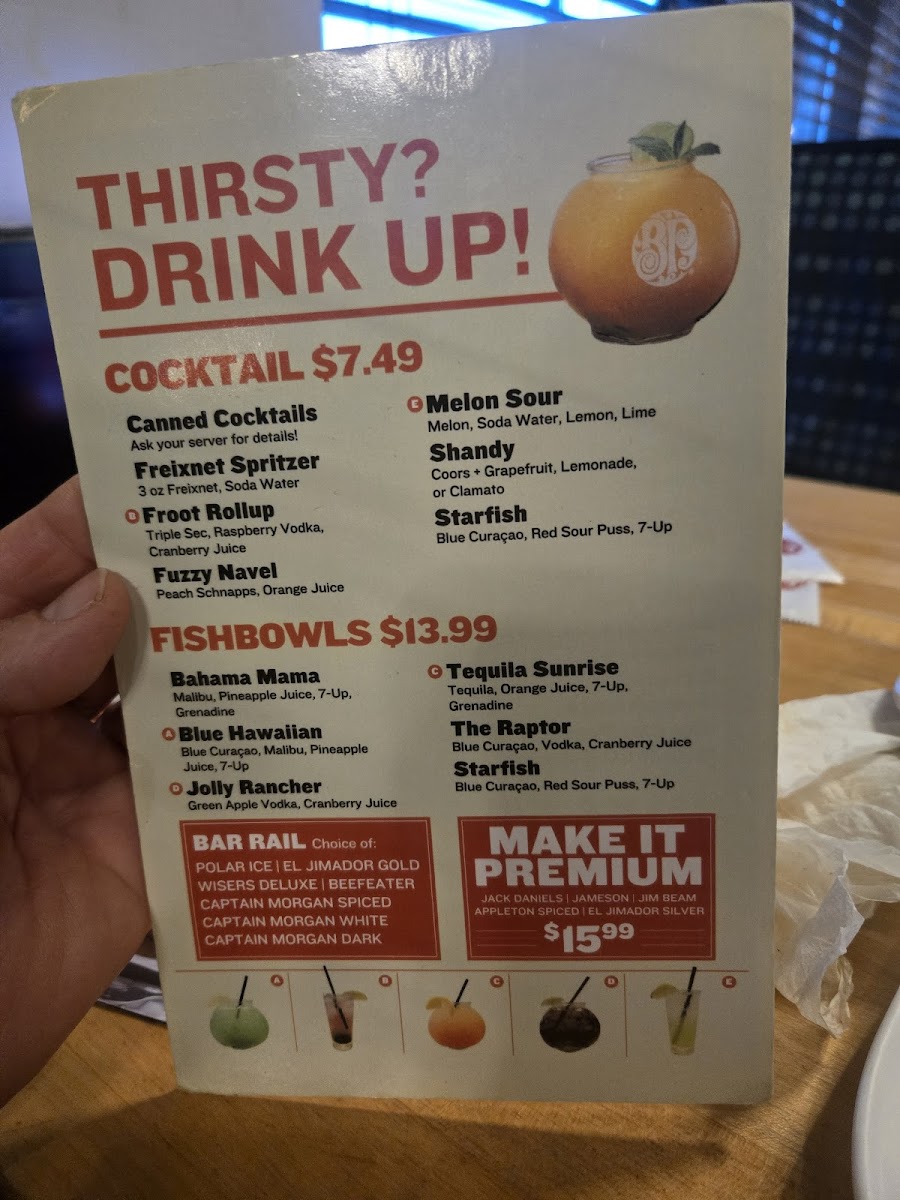 THIRSTY?
DRINK UP!
BP
COCKTAIL $7.49
Canned Cocktails
Ask your server for details!
Freixnet Spritzer
3 oz Freixnet, Soda Water
B Froot Rollup
Triple Sec, Raspberry Vodka,
Cranberry Juice
Fuzzy Navel
Peach Schnapps, Orange Juice
E Melon Sour
Melon, Soda Water, Lemon, Lime
Shandy
Coors + Grapefruit, Lemonade,
or Clamato
Starfish
Blue Curaçao, Red Sour Puss, 7-Up
FISHBOWLS $13.99
Bahama Mama
Malibu, Pineapple Juice, 7-Up,
Grenadine
A Blue Hawaiian
Blue Curaçao, Malibu, Pineapple
Juice, 7-Up
D Jolly Rancher
Green Apple Vodka, Cranberry Juice
C Tequila Sunrise
Tequila, Orange Juice, 7-Up,
Grenadine
The Raptor
Blue Curaçao, Vodka, Cranberry Juice
Starfish
Blue Curaçao, Red Sour Puss, 7-Up
BAR RAIL Choice of:
POLAR ICE | EL JIMADOR GOLD
WISERS DELUXE | BEEFEATER
CAPTAIN MORGAN SPICED
CAPTAIN MORGAN WHITE
CAPTAIN MORGAN DARK
MAKE IT
PREMIUM
JACK DANIELS | JAMESON | JIM BEAM
APPLETON SPICED | EL JIMADOR SILVER
$15.99
A B C D E